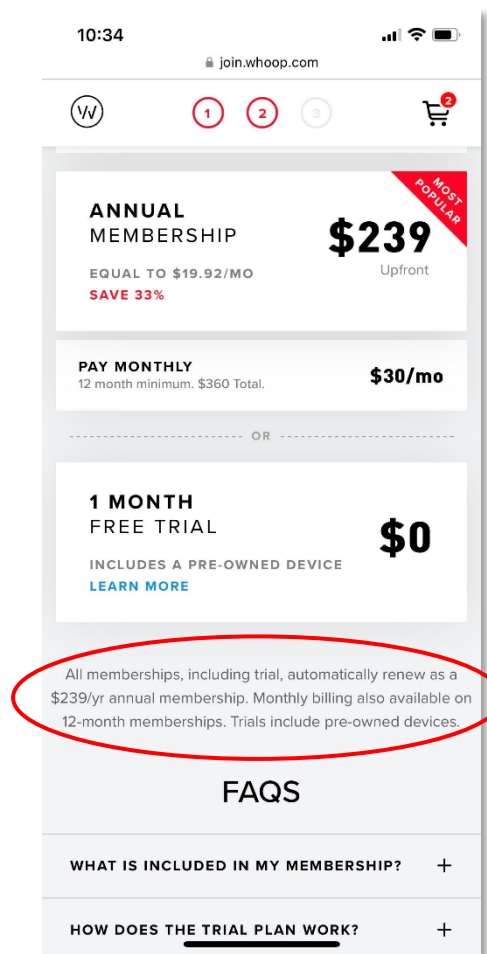 10:34
join.whoop.com
W
1 2 3
2
MOST POPULAR
ANNUAL
MEMBERSHIP
$239
EQUAL TO $19.92/MO
Upfront
SAVE 33%
PAY MONTHLY
12 month minimum. $360 Total.
$30/mo
OR
1 MONTH
FREE TRIAL
$0
INCLUDES A PRE-OWNED DEVICE
LEARN MORE
All memberships, including trial, automatically renew as a
$239/yr annual membership. Monthly billing also available on
12-month memberships. Trials include pre-owned devices.
FAQS
WHAT IS INCLUDED IN MY MEMBERSHIP? +
HOW DOES THE TRIAL PLAN WORK? +